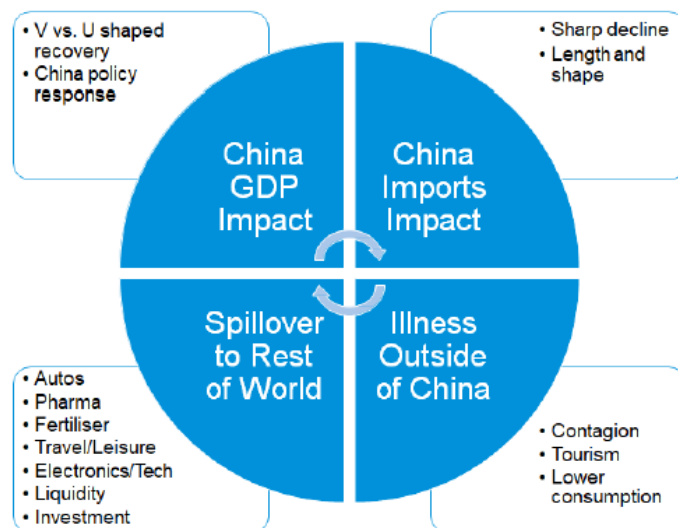 • V vs. U shaped
recovery
• China policy
response
• Sharp decline
• Length and
shape
China
GDP
Impact
China
Imports
Impact
Spillover
to Rest
of World
Illness
Outside
of China
• Autos
• Pharma
• Fertiliser
• Travel/Leisure
• Electronics/Tech
• Liquidity
• Investment
• Contagion
• Tourism
• Lower
consumption